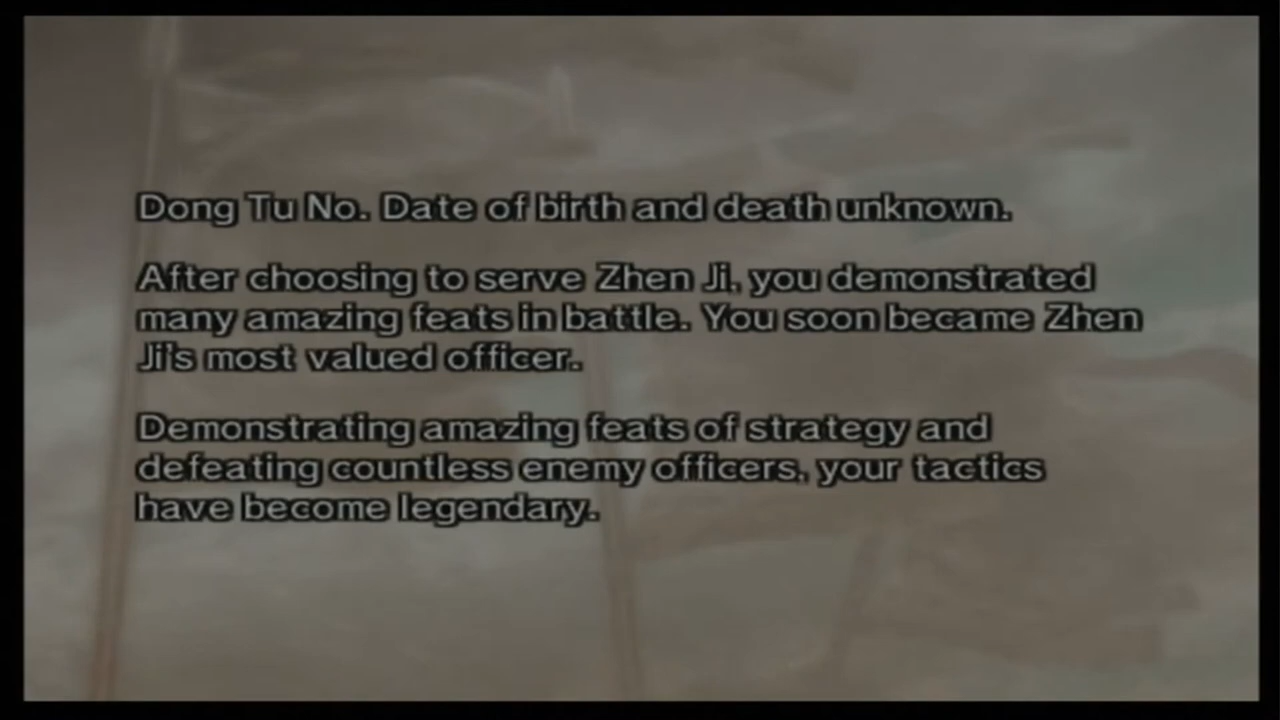 Dong Tu No. Date of birth and death unknown.
After choosing to serve Zhen Ji, you demonstrated
many amazing feats in battle. You soon became Zhen
Ji's most valued officer.
Demonstrating amazing feats of strategy and
defeating countless enemy officers, your tactics
have become legendary.